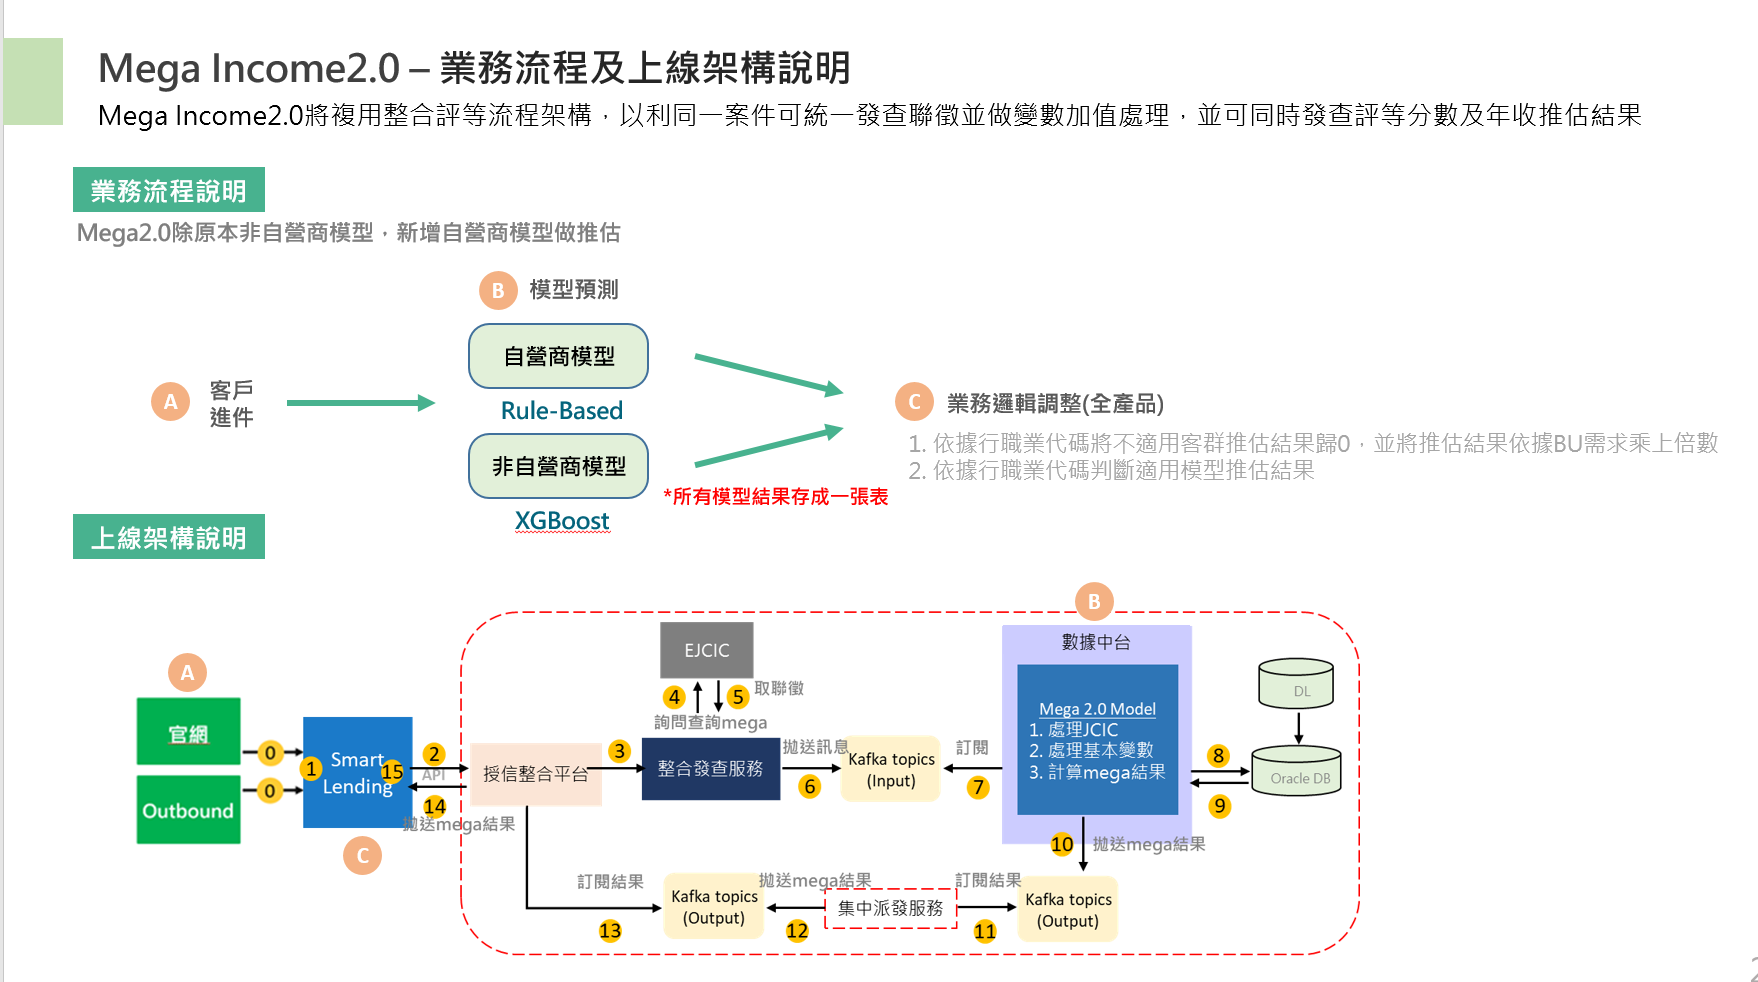 Mega Income2.0 – 業務流程及上線架構說明
Mega Income2.0將複用整合評等流程架構，以利同一案件可統一發查聯徵並做變數加值處理，並可同時發查評等分數及年收推估結果
業務流程說明
Mega2.0除原本非自營商模型，新增自營商模型做推估
B
模型預測
自營商模型
Rule-Based
A
客戶
進件
非自營商模型
XGBoost
*所有模型結果存成一張表
C
業務邏輯調整(全產品)
1. 依據行職業代碼將不適用客群推估結果歸0，並將推估結果依據BU需求乘上倍數
2. 依據行職業代碼判斷適用模型推估結果
上線架構說明
A
官網
Outbound
0
0
1
Smart
Lending
15
C
2
API
14
拋送mega結果
授信整合平台
3
EJCIC
4
5
取聯徵
詢問查詢mega
整合發查服務
拋送訊息
6
Kafka topics
(Input)
訂閱
7
B
數據中台
Mega 2.0 Model
1. 處理JCIC
2. 處理基本變數
3. 計算mega結果
8
9
DL
Oracle DB
10
拋送mega結果
Kafka topics
(Output)
訂閱結果
11
集中派發服務
拋送mega結果
12
Kafka topics
(Output)
訂閱結果
13